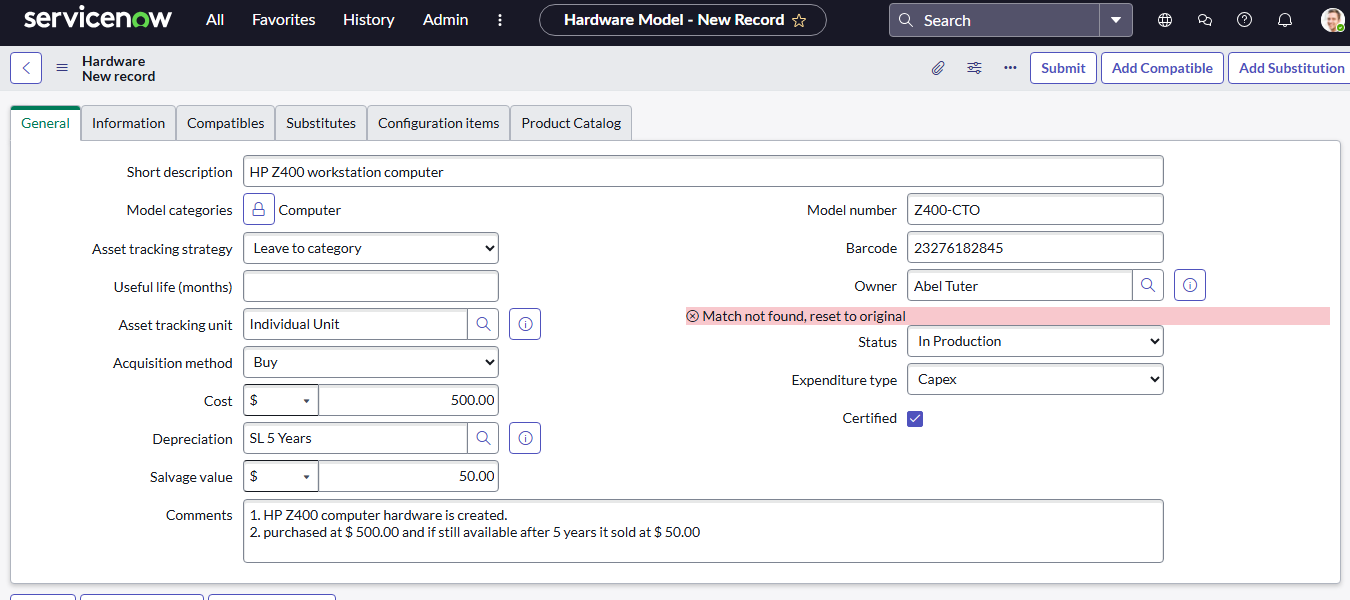 servicenow All Favorites History Admin Hardware Model - New Record Search
Hardware
New record
Submit Add Compatible Add Substitution
General Information Compatibles Substitutes Configuration items Product Catalog
Short description HP Z400 workstation computer
Model categories Computer
Model number Z400-CTO
Asset tracking strategy Leave to category
Barcode 23276182845
Useful life (months)
Owner Abel Tuter
Match not found, reset to original
Asset tracking unit Individual Unit
Status In Production
Acquisition method Buy
Expenditure type Capex
Cost $ 500.00
Certified
Depreciation SL 5 Years
Salvage value $ 50.00
Comments 1. HP Z400 computer hardware is created.
2. purchased at $ 500.00 and if still available after 5 years it sold at $ 50.00